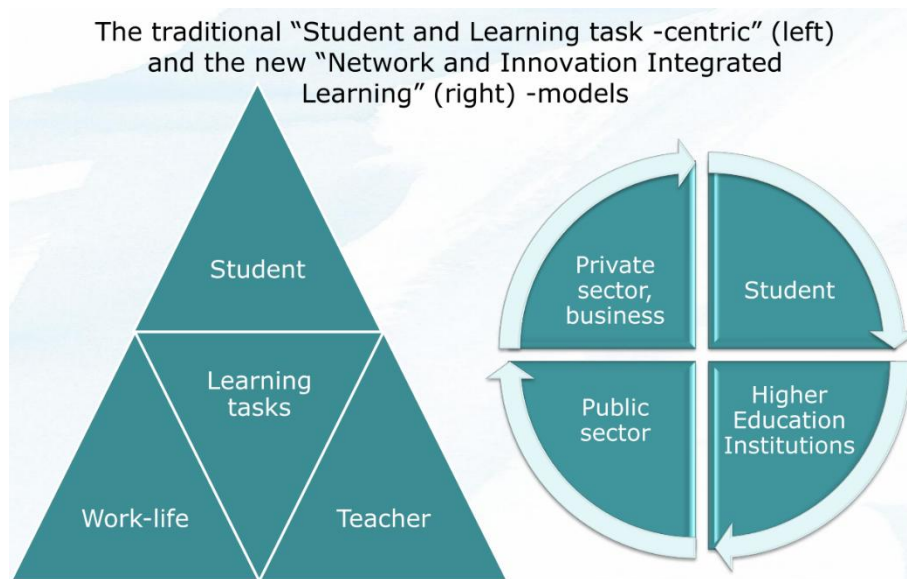 The traditional “Student and Learning task -centric” (left)
and the new “Network and Innovation Integrated
Learning” (right) -models
Student
Learning
tasks
Work-life
Teacher
Private
sector,
business
Student
Public
sector
Higher
Education
Institutions